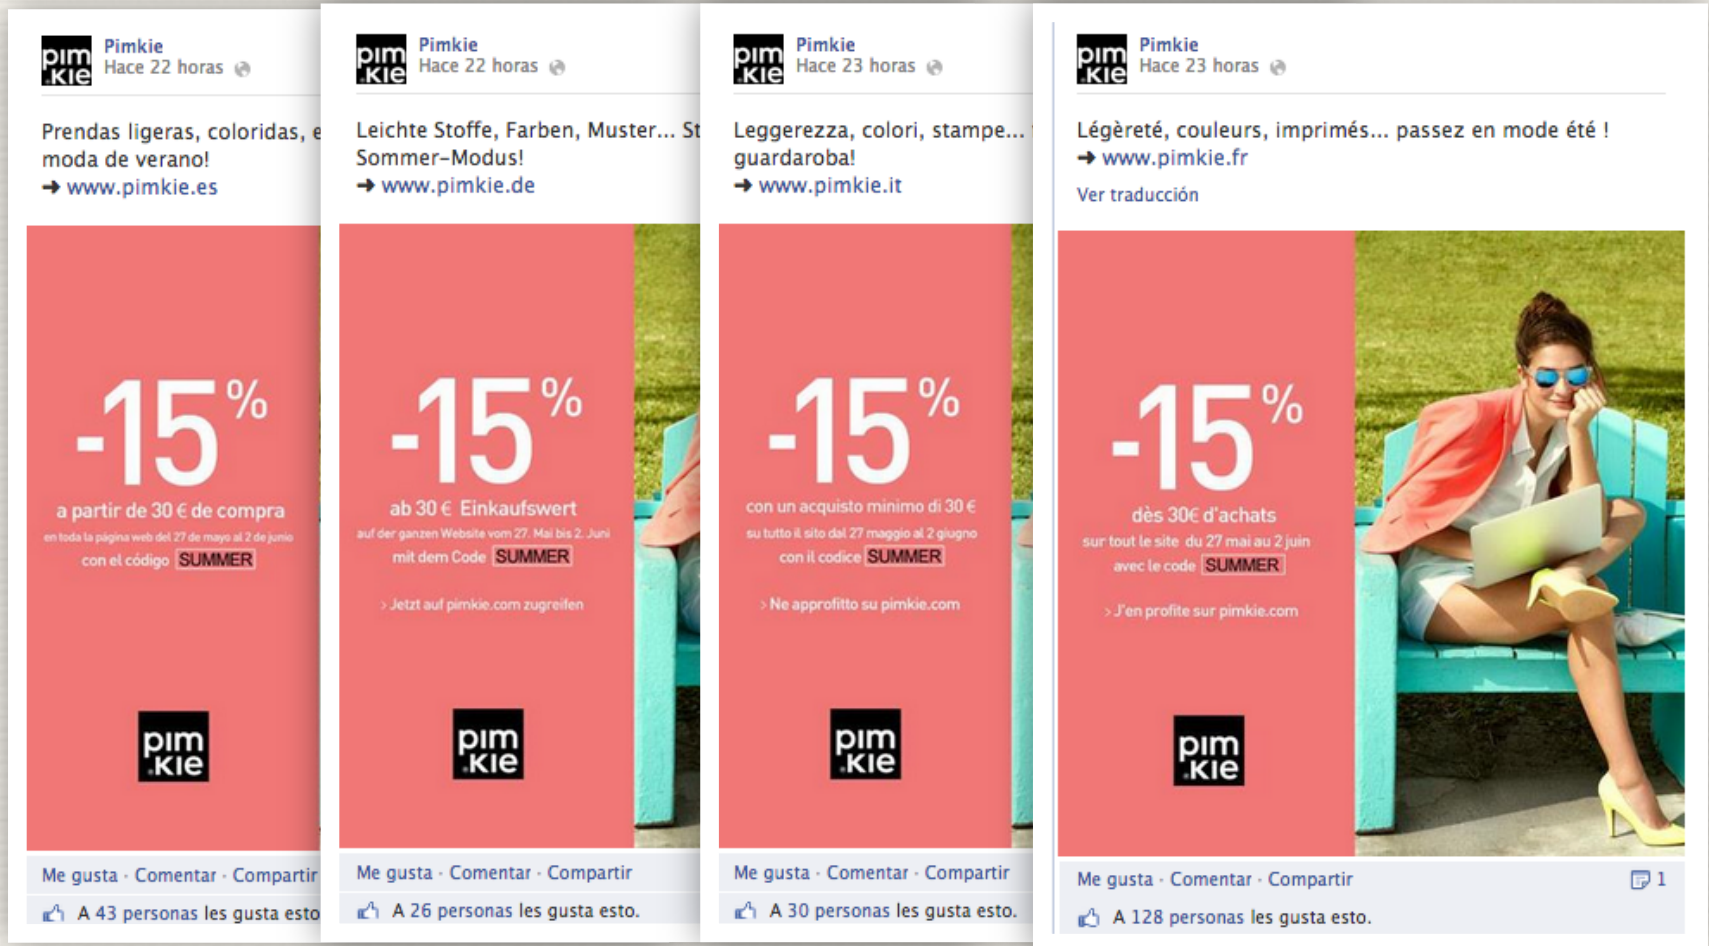 pim
.kie
Pimkie
Hace 22 horas
Prendas ligeras, coloridas, e
moda de verano!
➜ www.pimkie.es
-15%
a partir de 30 € de compra
en toda la página web del 27 de mayo al 2 de junio
con el código SUMMER
pim
.kie
Me gusta · Comentar · Compartir
A 43 personas les gusta esto
pim
.kie
Pimkie
Hace 22 horas
Leichte Stoffe, Farben, Muster... St
Sommer-Modus!
➜ www.pimkie.de
-15%
ab 30 € Einkaufswert
auf der ganzen Website vom 27. Mai bis 2. Juni
mit dem Code SUMMER
> Jetzt auf pimkie.com zugreifen
pim
.kie
Me gusta · Comentar · Compartir
A 26 personas les gusta esto.
pim
.kie
Pimkie
Hace 23 horas
Leggerezza, colori, stampe...
guardaroba!
➜ www.pimkie.it
-15%
con un acquisto minimo di 30 €
su tutto il sito dal 27 maggio al 2 giugno
con il codice SUMMER
> Ne approfitto su pimkie.com
pim
.kie
Me gusta · Comentar · Compartir
A 30 personas les gusta esto.
pim
.kie
Pimkie
Hace 23 horas
Légèreté, couleurs, imprimés... passez en mode été !
➜ www.pimkie.fr
Ver traducción
-15%
dès 30€ d'achats
sur tout le site du 27 mai au 2 juin
avec le code SUMMER
> J'en profite sur pimkie.com
pim
.kie
Me gusta · Comentar · Compartir
1
A 128 personas les gusta esto.